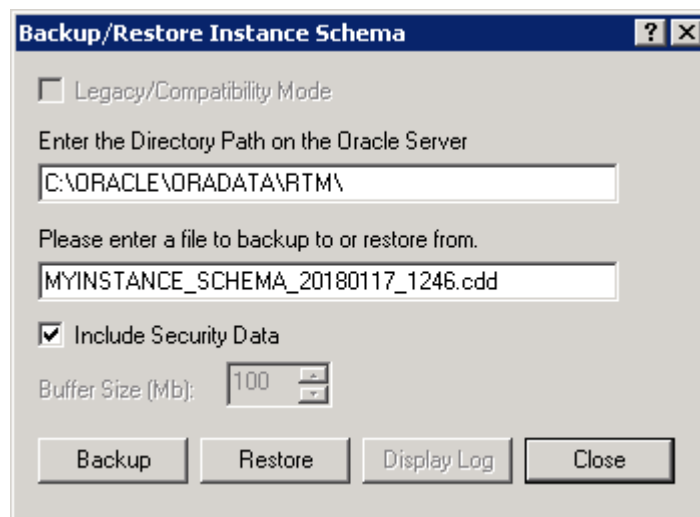 Backup/Restore Instance Schema
Legacy/Compatibility Mode
Enter the Directory Path on the Oracle Server
C:\ORACLE\ORADATA\RTM\
Please enter a file to backup to or restore from.
MYINSTANCE_SCHEMA_20180117_1246.cdd
Include Security Data
Buffer Size (Mb): 100
Backup Restore Display Log Close